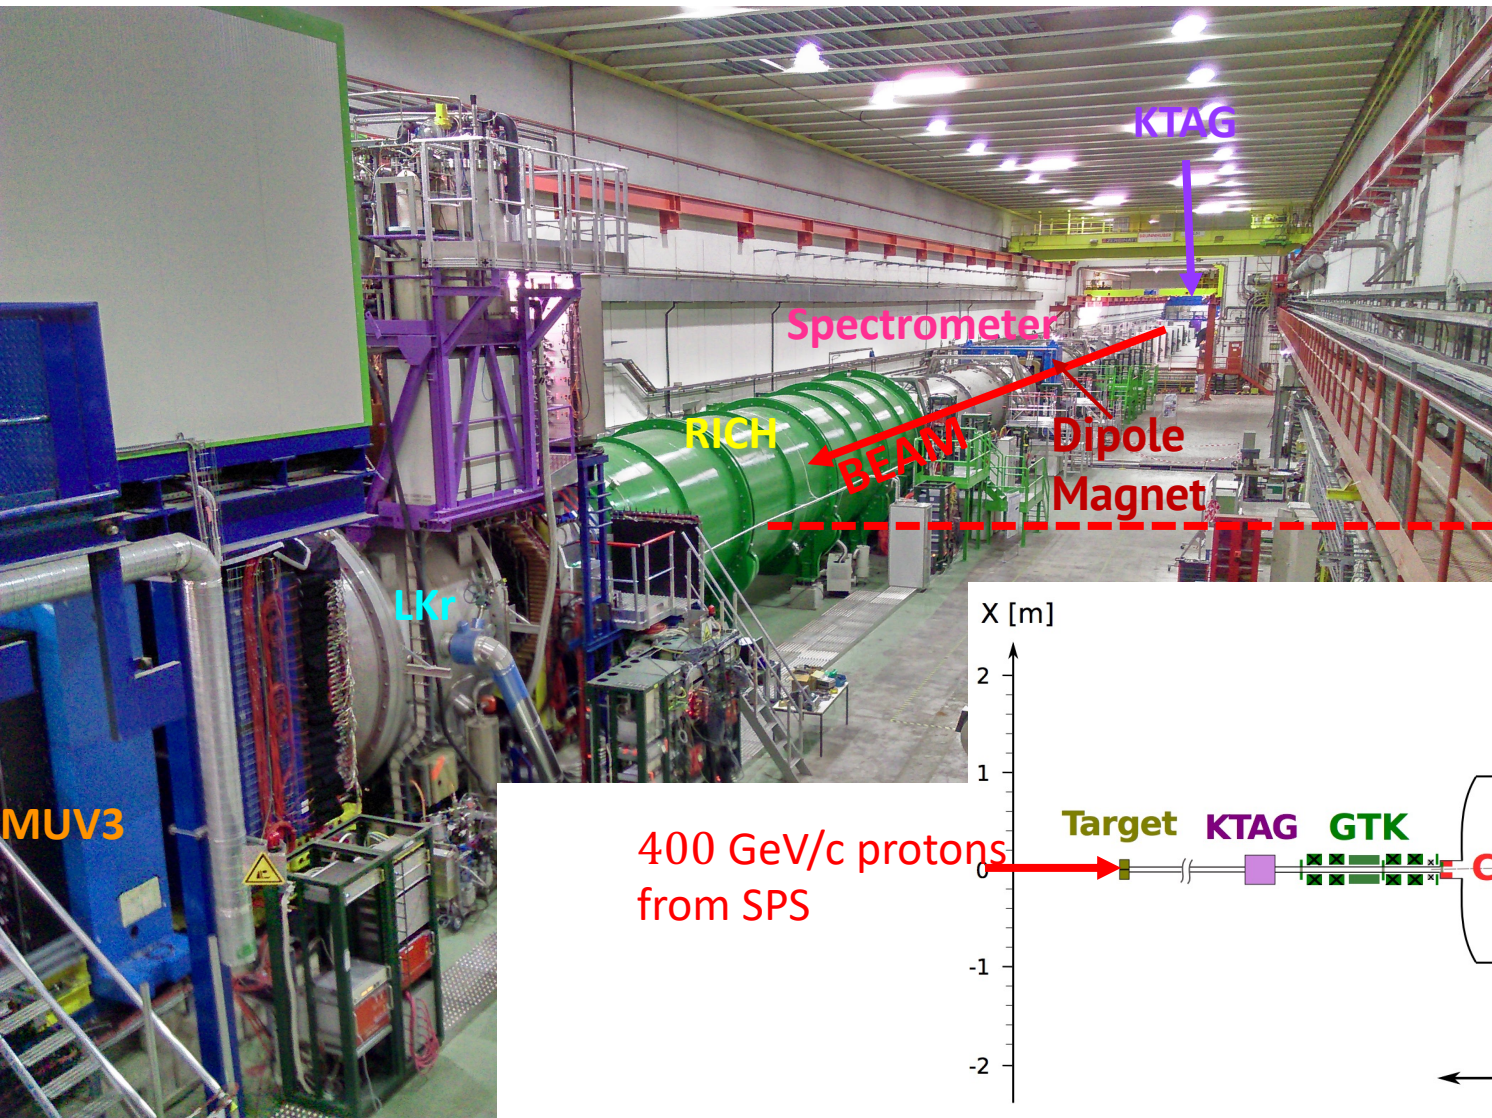 KTAG
Spectrometer
RICH
BEAM
Dipole
Magnet
LKr
MUV3
X [m]
2
1
0
-1
-2
Target
KTAG
GTK
400 GeV/c protons
from SPS